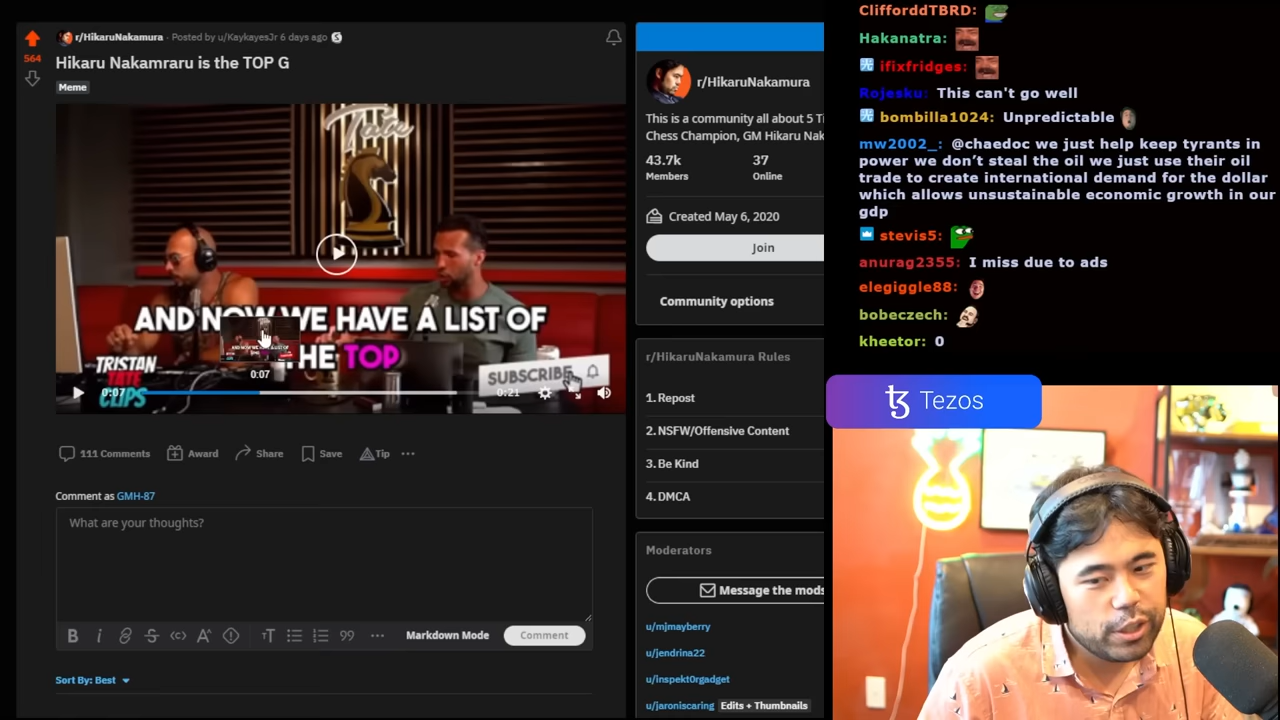 564
r/HikaruNakamura · Posted by u/KaykayesJr 6 days ago
Hikaru Nakamraru is the TOP G
Meme
Tate
AND NOW WE HAVE A LIST OF
THE TOP
TRISTAN
TATE
CLIPS
SUBSCRIBE
0:07
0:07
0:21
111 Comments
Award
Share
Save
Tip
Comment as GMH-87
What are your thoughts?
B i
Markdown Mode
Comment
Sort By: Best
r/HikaruNakamura
This is a community all about 5 Ti
Chess Champion, GM Hikaru Nak
43.7k 37
Members Online
Created May 6, 2020
Join
Community options
r/HikaruNakamura Rules
1. Repost
2. NSFW/Offensive Content
3. Be Kind
4. DMCA
Moderators
Message the mods
u/mjmayberry
u/jendrina22
u/Inspekt0rgadget
u/jaroniscaring Edits + Thumbnails
CliforddTBRD:
Hakanatra:
ifixfridges:
Rojesku: This can't go well
bombilla1024: Unpredictable
mw2002_: @chaedoc we just help keep tyrants in
power we don't steal the oil we just use their oil
trade to create international demand for the dollar
which allows unsustainable economic growth in our
gdp
stevis5:
anurag2355: I miss due to ads
elegiggle88:
bobeczech:
kheetor: 0
Tezos